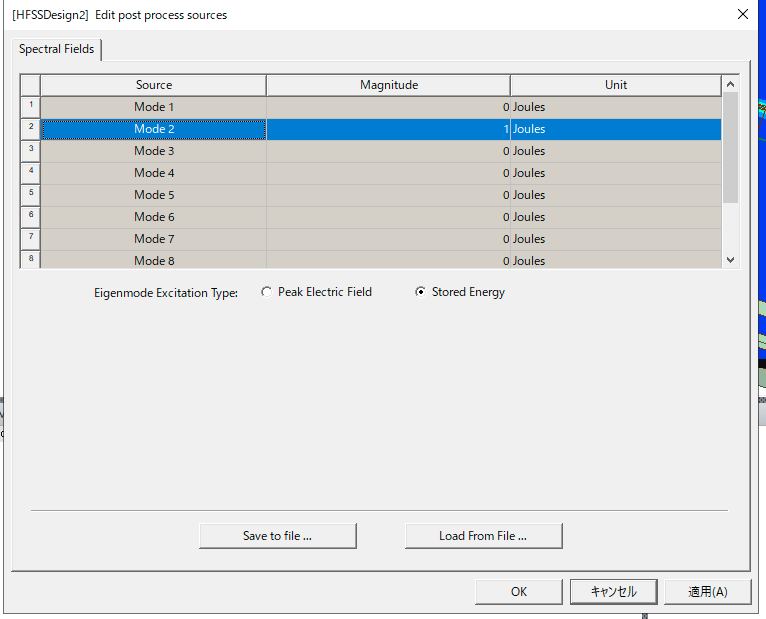 [HFSSDesign2] Edit post process sources
Spectral Fields
Source Magnitude Unit
1 Mode 1 0 Joules
2 Mode 2 1 Joules
3 Mode 3 0 Joules
4 Mode 4 0 Joules
5 Mode 5 0 Joules
6 Mode 6 0 Joules
7 Mode 7 0 Joules
8 Mode 8 0 Joules
Eigenmode Excitation Type: Peak Electric Field Stored Energy
Save to file ... Load From File ...
OK キャンセル 適用(A)